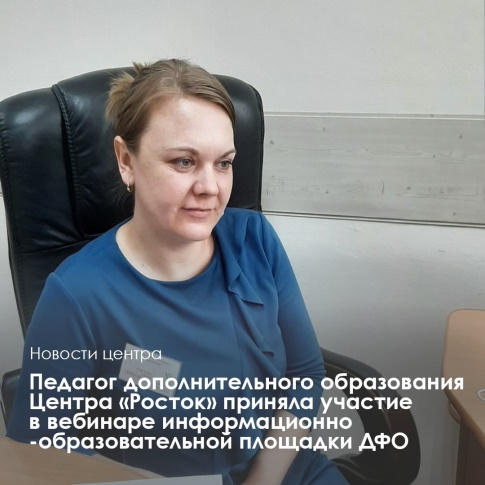 Новости центра
Педагог дополнительного образования
Центра «Росток» приняла участие
в вебинаре информационно
-образовательной площадки ДФО